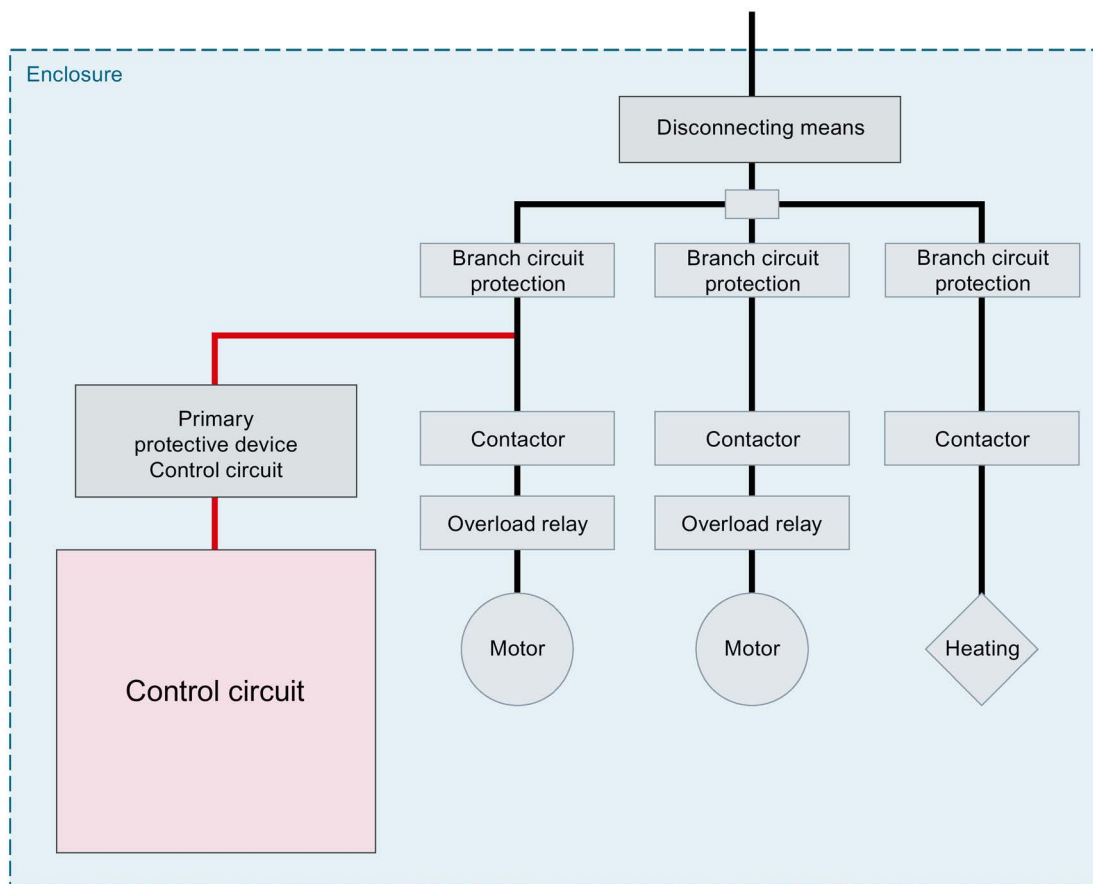 Enclosure
Disconnecting means
Branch circuit
protection
Branch circuit
protection
Branch circuit
protection
Primary
protective device
Control circuit
Contactor
Contactor
Contactor
Overload relay
Overload relay
Motor
Motor
Heating
Control circuit